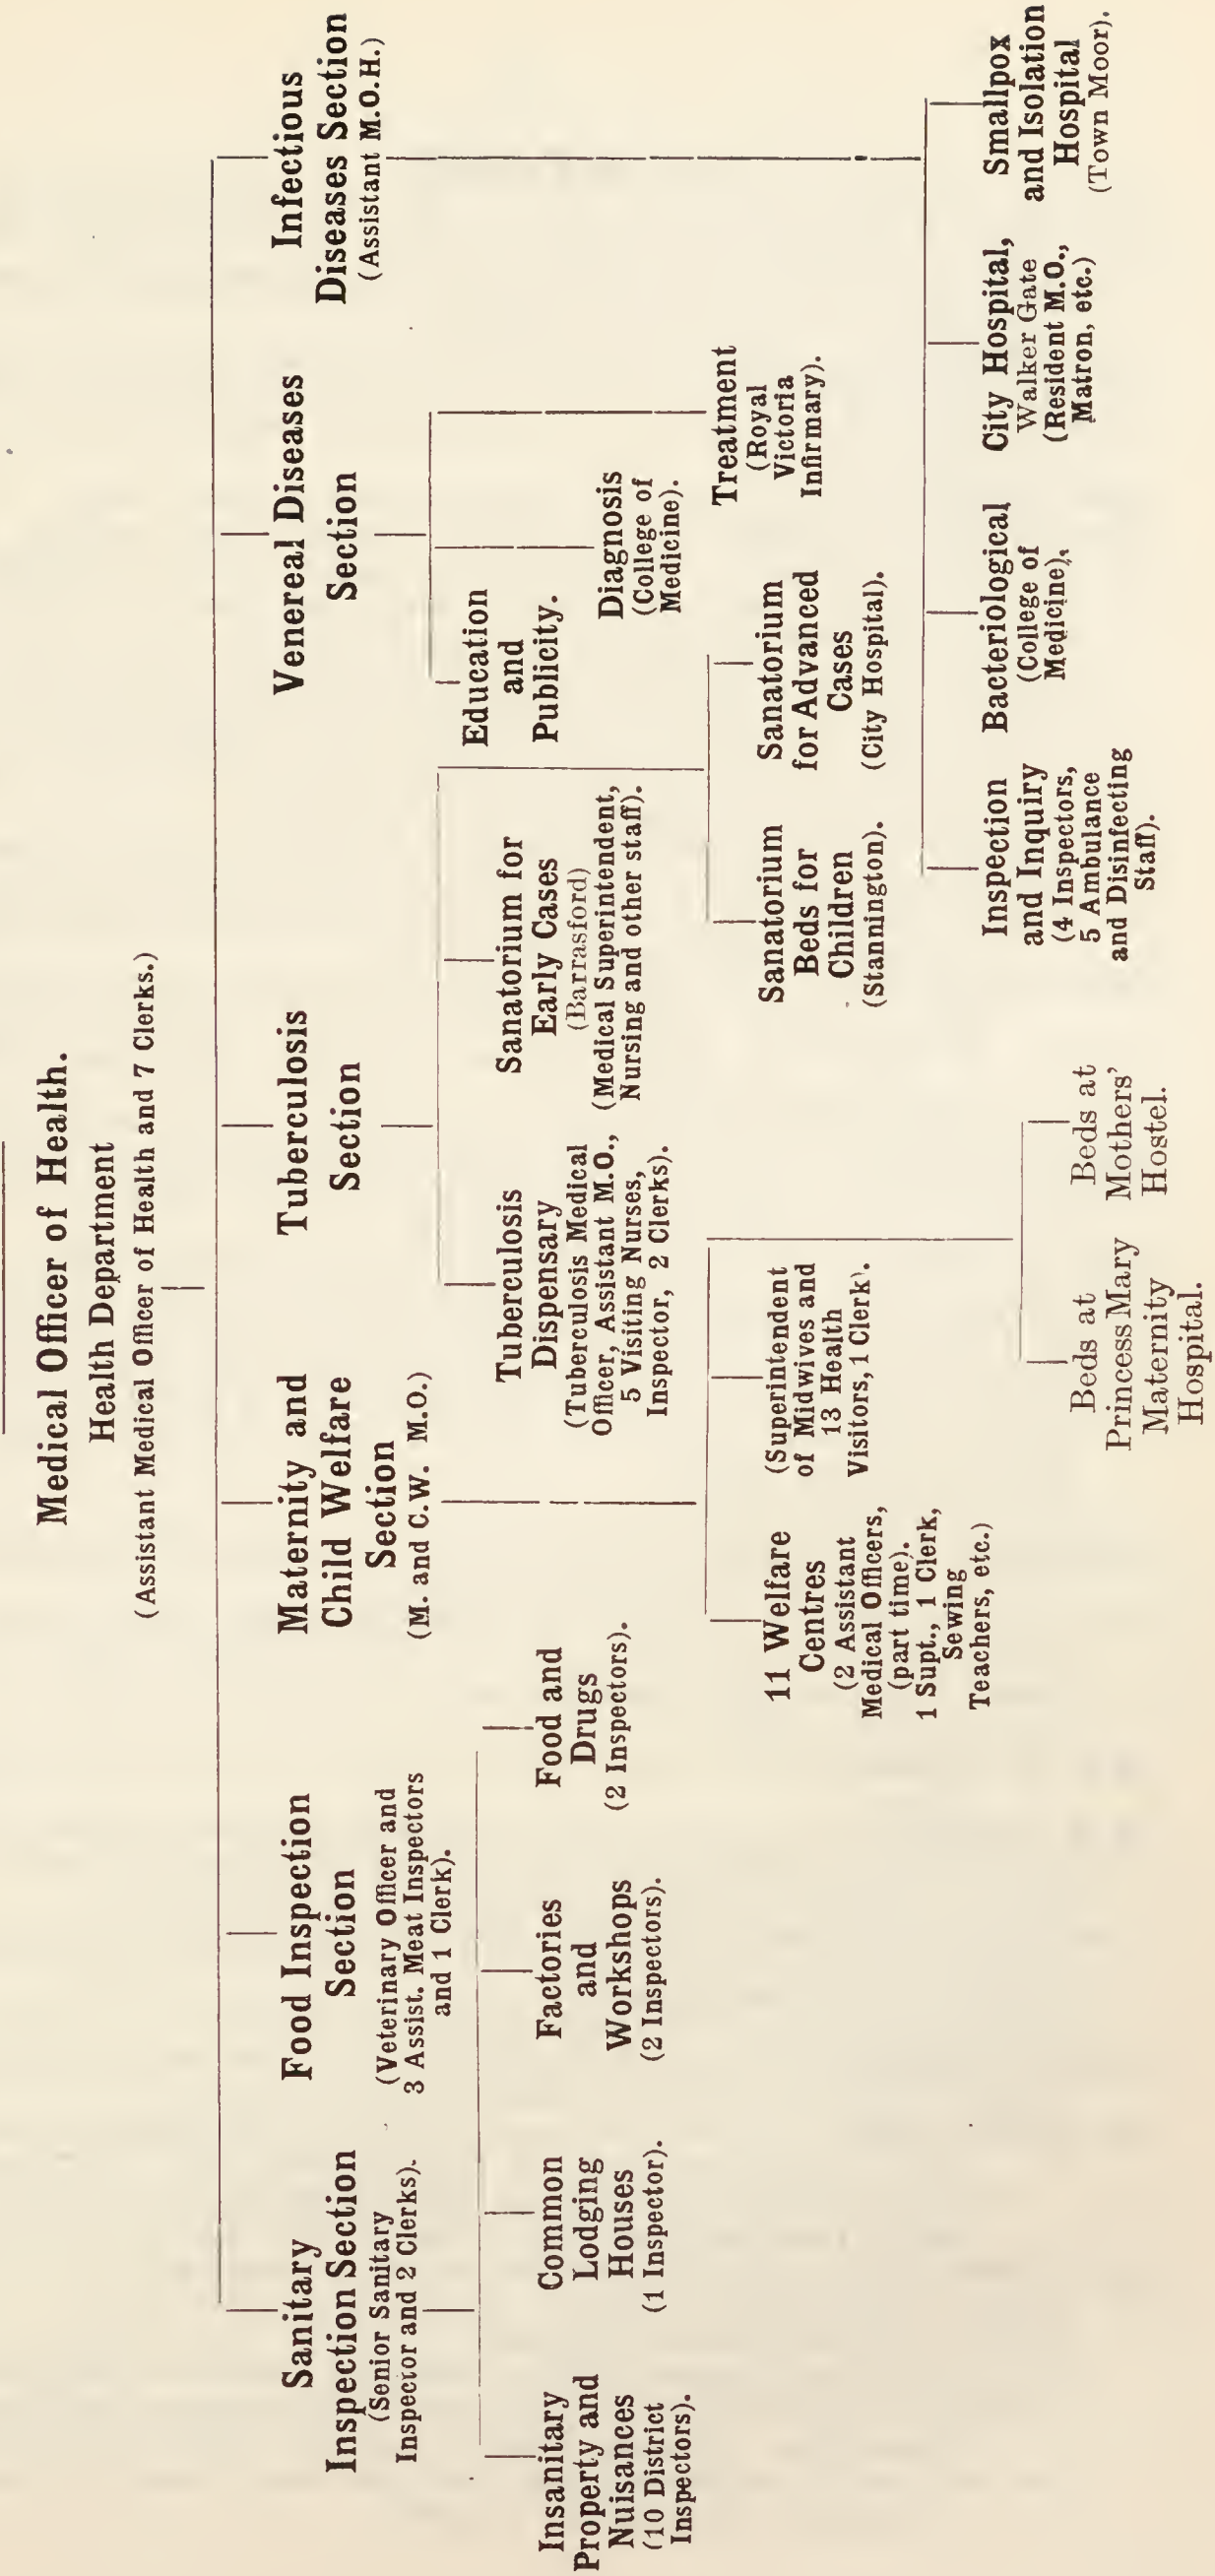 Medical Officer of Health.
Health Department
(Assistant Medical Officer of Health and 7 Clerks.)
Sanitary
Inspection Section
(Senior Sanitary
Inspector and 2 Clerks).
Food Inspection
Section
(Veterinary Officer and
3 Assist. Meat Inspectors
and 1 Clerk).
Maternity and
Child Welfare
Section
(M. and C.W. M.O.)
Tuberculosis
Section
Venereal Diseases
Section
Infectious
Diseases Section
(Assistant M.O.H.)
Insanitary
Property and
Nuisances
(10 District
Inspectors).
Common
Lodging
Houses
(1 Inspector).
Factories
and
Workshops
(2 Inspectors).
Food and
Drugs
(2 Inspectors).
Tuberculosis
Dispensary
(Tuberculosis Medical
Officer, Assistant M.O.,
5 Visiting Nurses,
Inspector, 2 Clerks).
Sanatorium for
Early Cases
(Barrasford)
(Medical Superintendent,
Nursing and other staff).
Education
and
Publicity.
Diagnosis
(College of
Medicine).
Treatment
(Royal
Victoria
Infirmary).
11 Welfare
Centres
(2 Assistant
Medical Officers,
(part time).
1 Supt., 1 Clerk,
Sewing
Teachers, etc.)
(Superintendent
of Midwives and
13 Health
Visitors, 1 Clerk).
Sanatorium
Beds for
Children
(Stannington).
Sanatorium
for Advanced
Cases
(City Hospital).
Beds at
Princess Mary
Maternity
Hospital.
Beds at
Mothers'
Hostel.
Inspection
and Inquiry
(4 Inspectors,
5 Ambulance
and Disinfecting
Staff).
Bacteriological
(College of
Medicine).
City Hospital,
Walker Gate
(Resident M.O.,
Matron, etc.)
Smallpox
and Isolation
Hospital
(Town Moor).